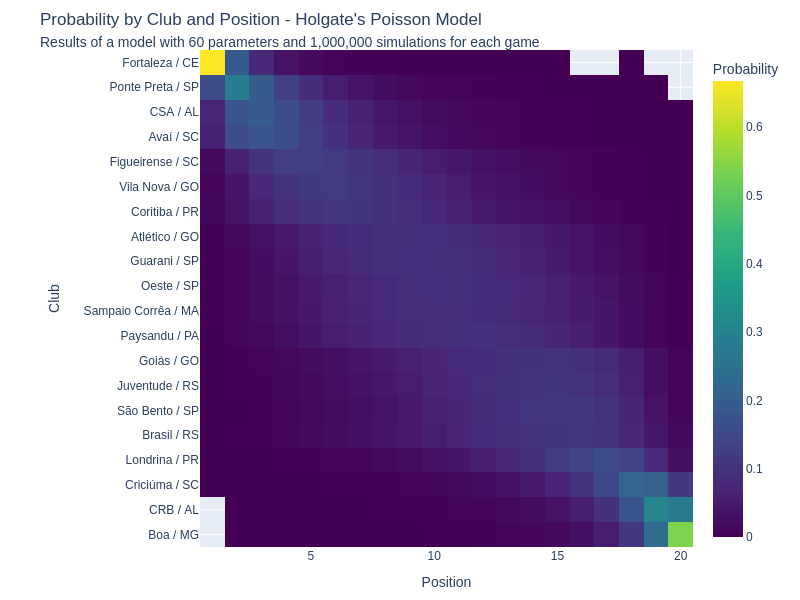 Probability by Club and Position - Holgate's Poisson Model
Results of a model with 60 parameters and 1,000,000 simulations for each game
Probability
0.6
0.5
0.4
0.3
0.2
0.1
0
Club
Fortaleza / CE
Ponte Preta / SP
CSA / AL
Avaí / SC
Figueirense / SC
Vila Nova / GO
Coritiba / PR
Atlético / GO
Guarani / SP
Oeste / SP
Sampaio Corrêa / MA
Paysandu / PA
Goiás / GO
Juventude / RS
São Bento / SP
Brasil / RS
Londrina / PR
Criciúma / SC
CRB / AL
Boa / MG
5
10
15
20
Position